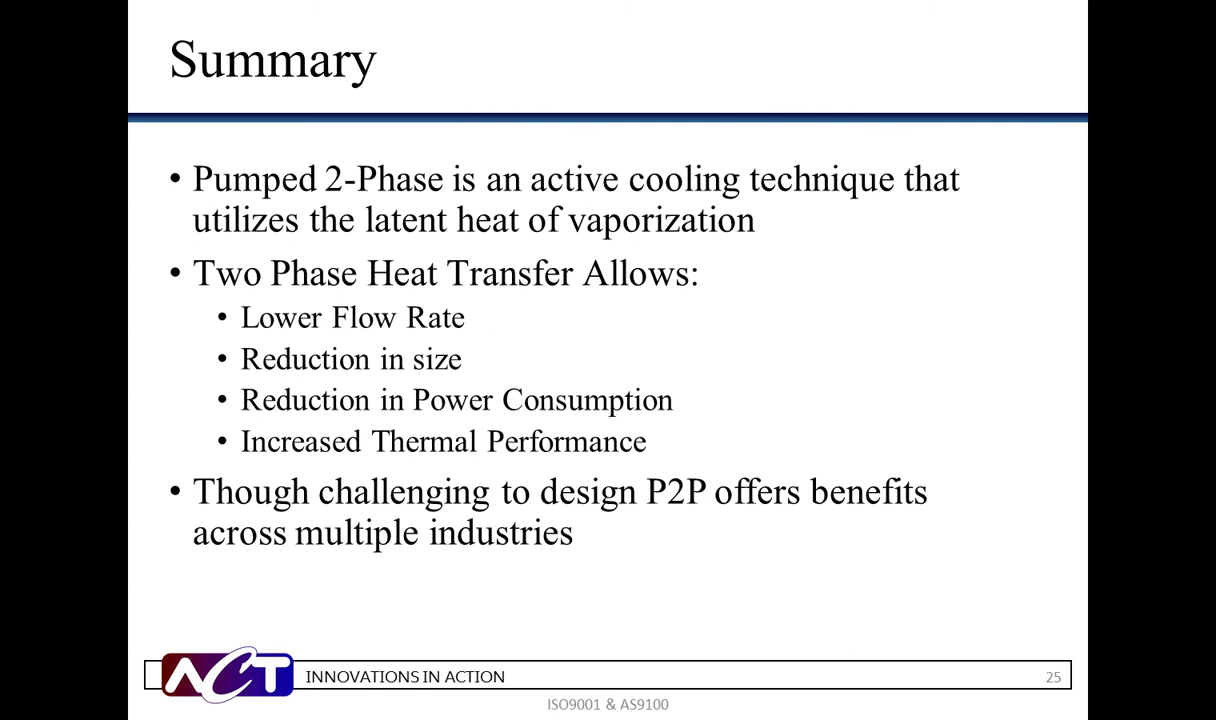 Summary
• Pumped 2-Phase is an active cooling technique that
utilizes the latent heat of vaporization
• Two Phase Heat Transfer Allows:
• Lower Flow Rate
• Reduction in size
• Reduction in Power Consumption
• Increased Thermal Performance
• Though challenging to design P2P offers benefits
across multiple industries
ACT INNOVATIONS IN ACTION 25
ISO9001 & AS9100